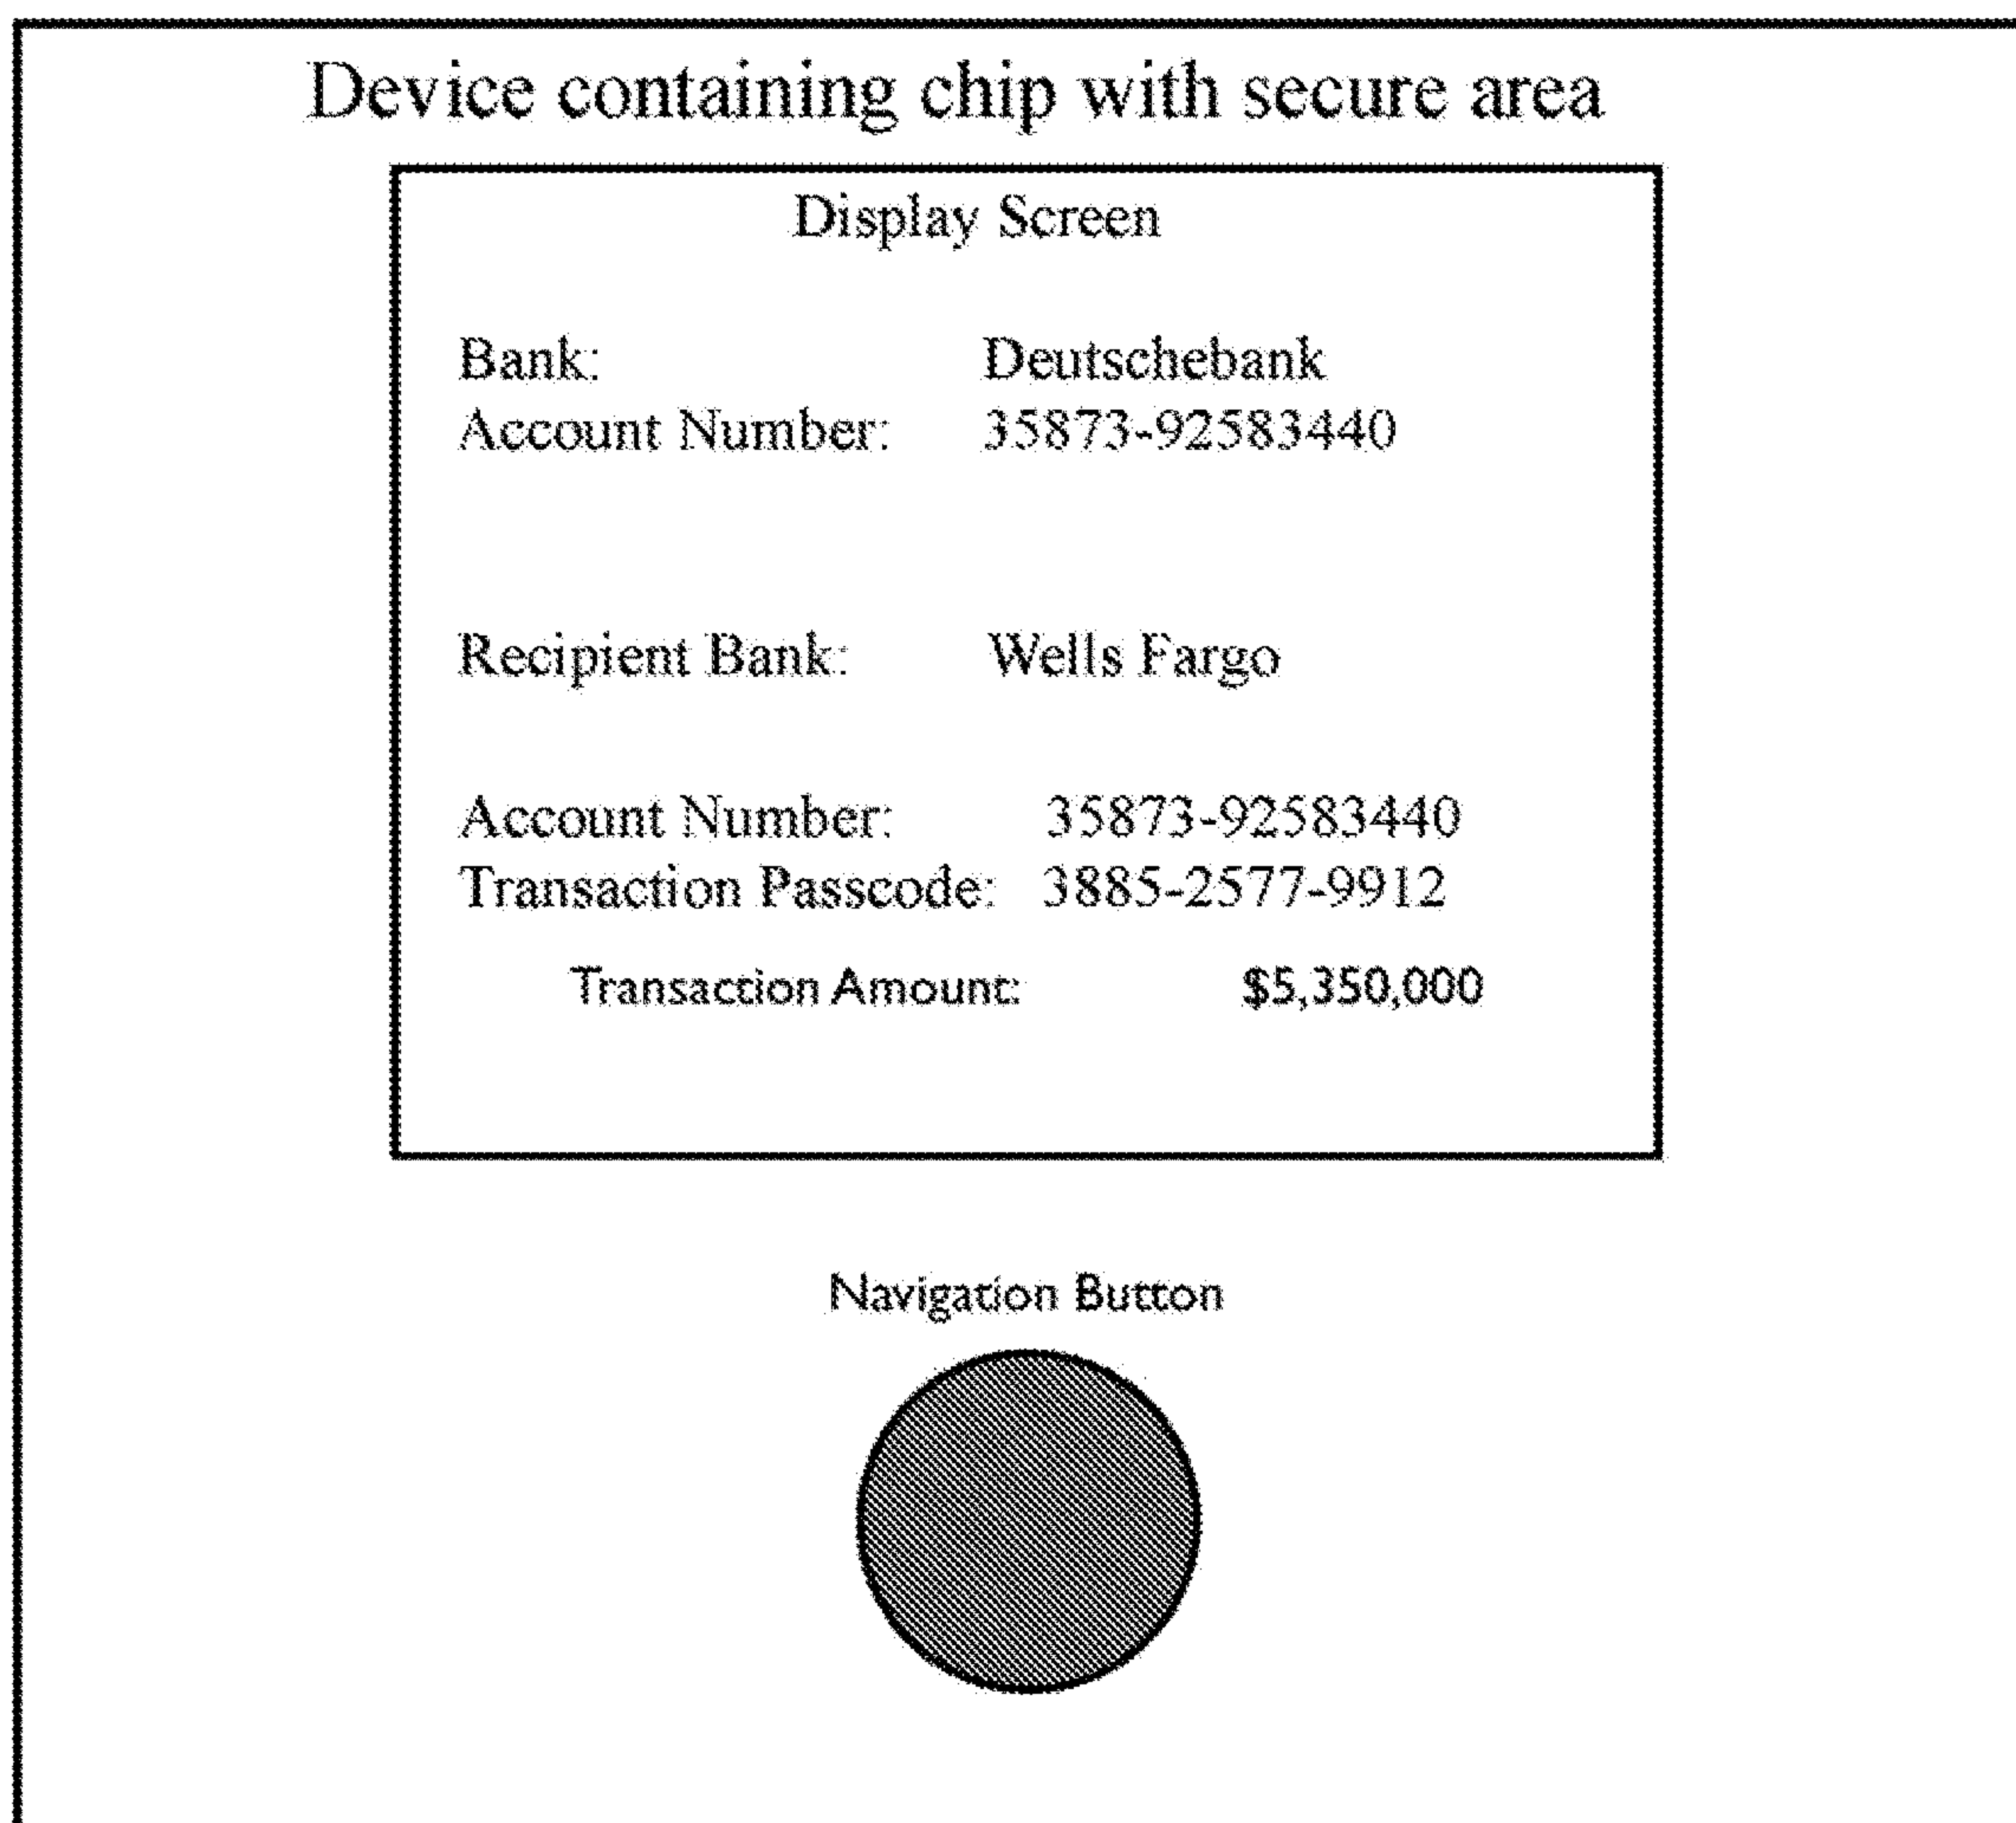 Device containing chip with secure area
Display Screen
Bank: Deutschebank
Account Number: 35873-92583440
Recipient Bank: Wells Fargo
Account Number: 35873-92583440
Transaction Passcode: 3885-2577-9912
Transaction Amount: $5,350,000
Navigation Button